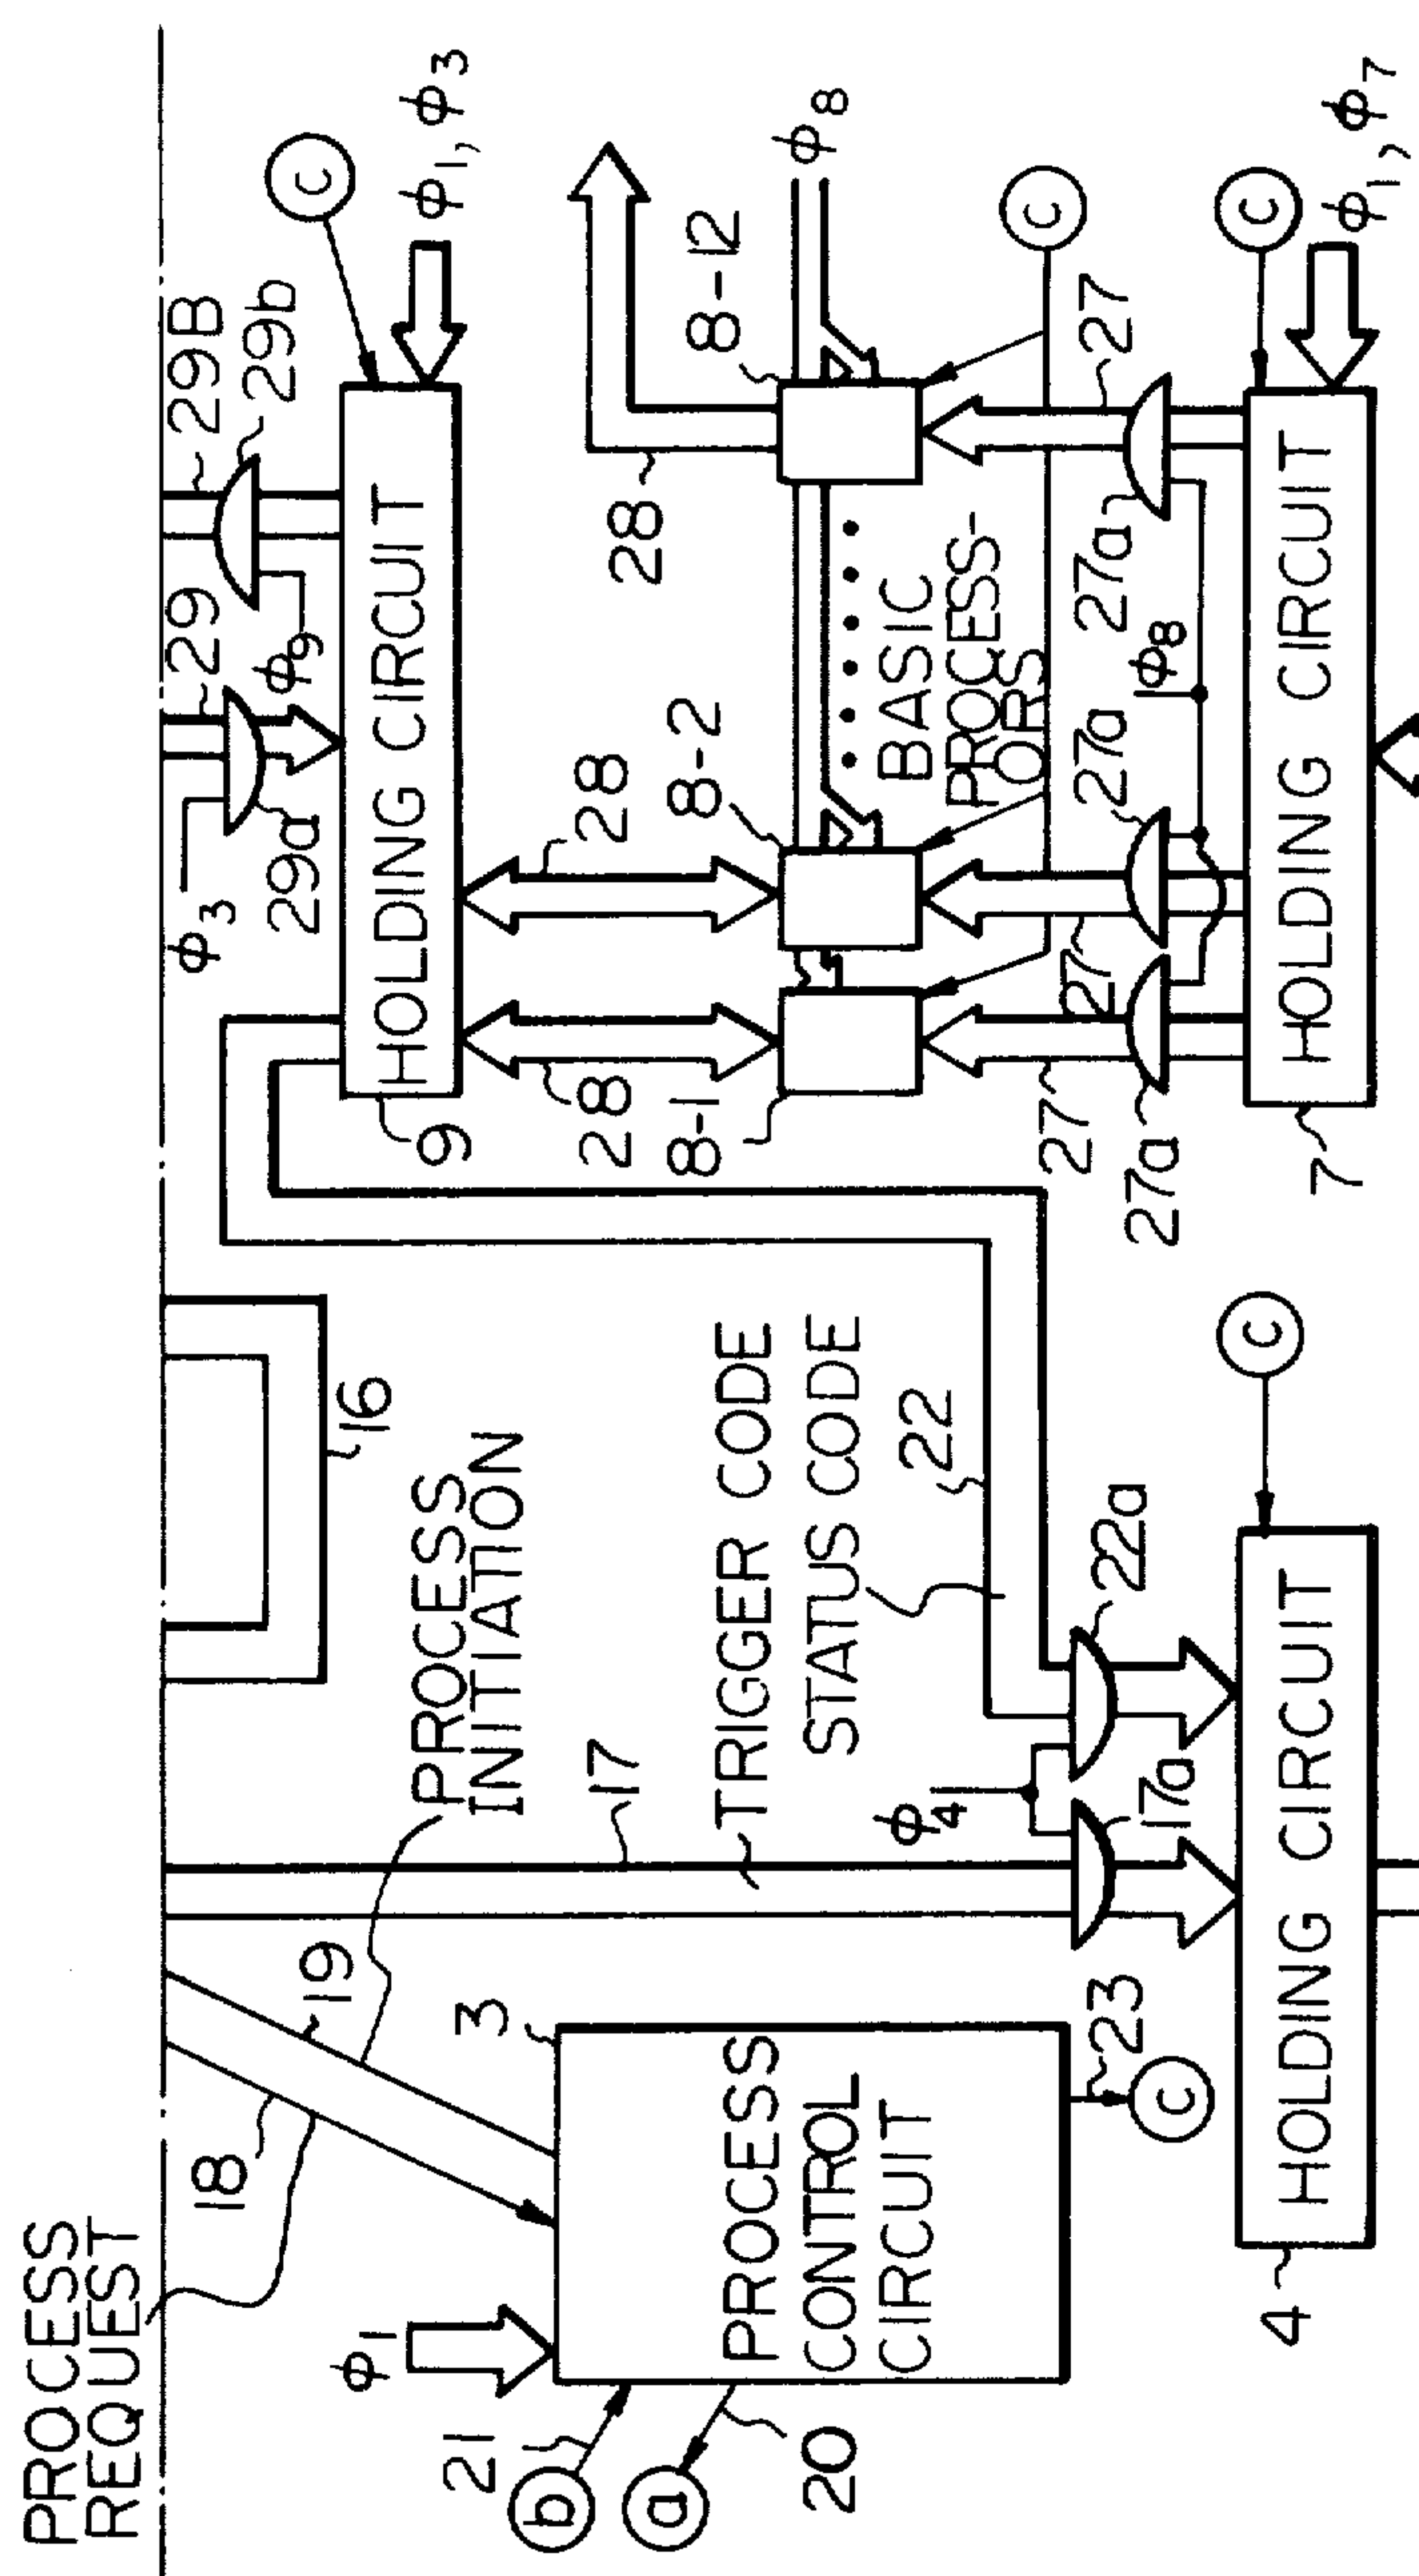 PROCESS
REQUEST
18
19
PROCESS
INITIATION
16
17
TRIGGER CODE
STATUS CODE
22
22a
17a
ϕ4
ϕ1
21
b
a
20
3
PROCESS
CONTROL
CIRCUIT
23
C
4
HOLDING CIRCUIT
C
ϕ3
29
29a
ϕ9
29B
29b
C
ϕ1, ϕ3
9
HOLDING CIRCUIT
28
28
28
8-1
8-2
8-12
ϕ8
BASIC
PROCESS-
ORS
C
27
27
27
27a
27a
27a
ϕ8
7
HOLDING CIRCUIT
C
ϕ1, ϕ7